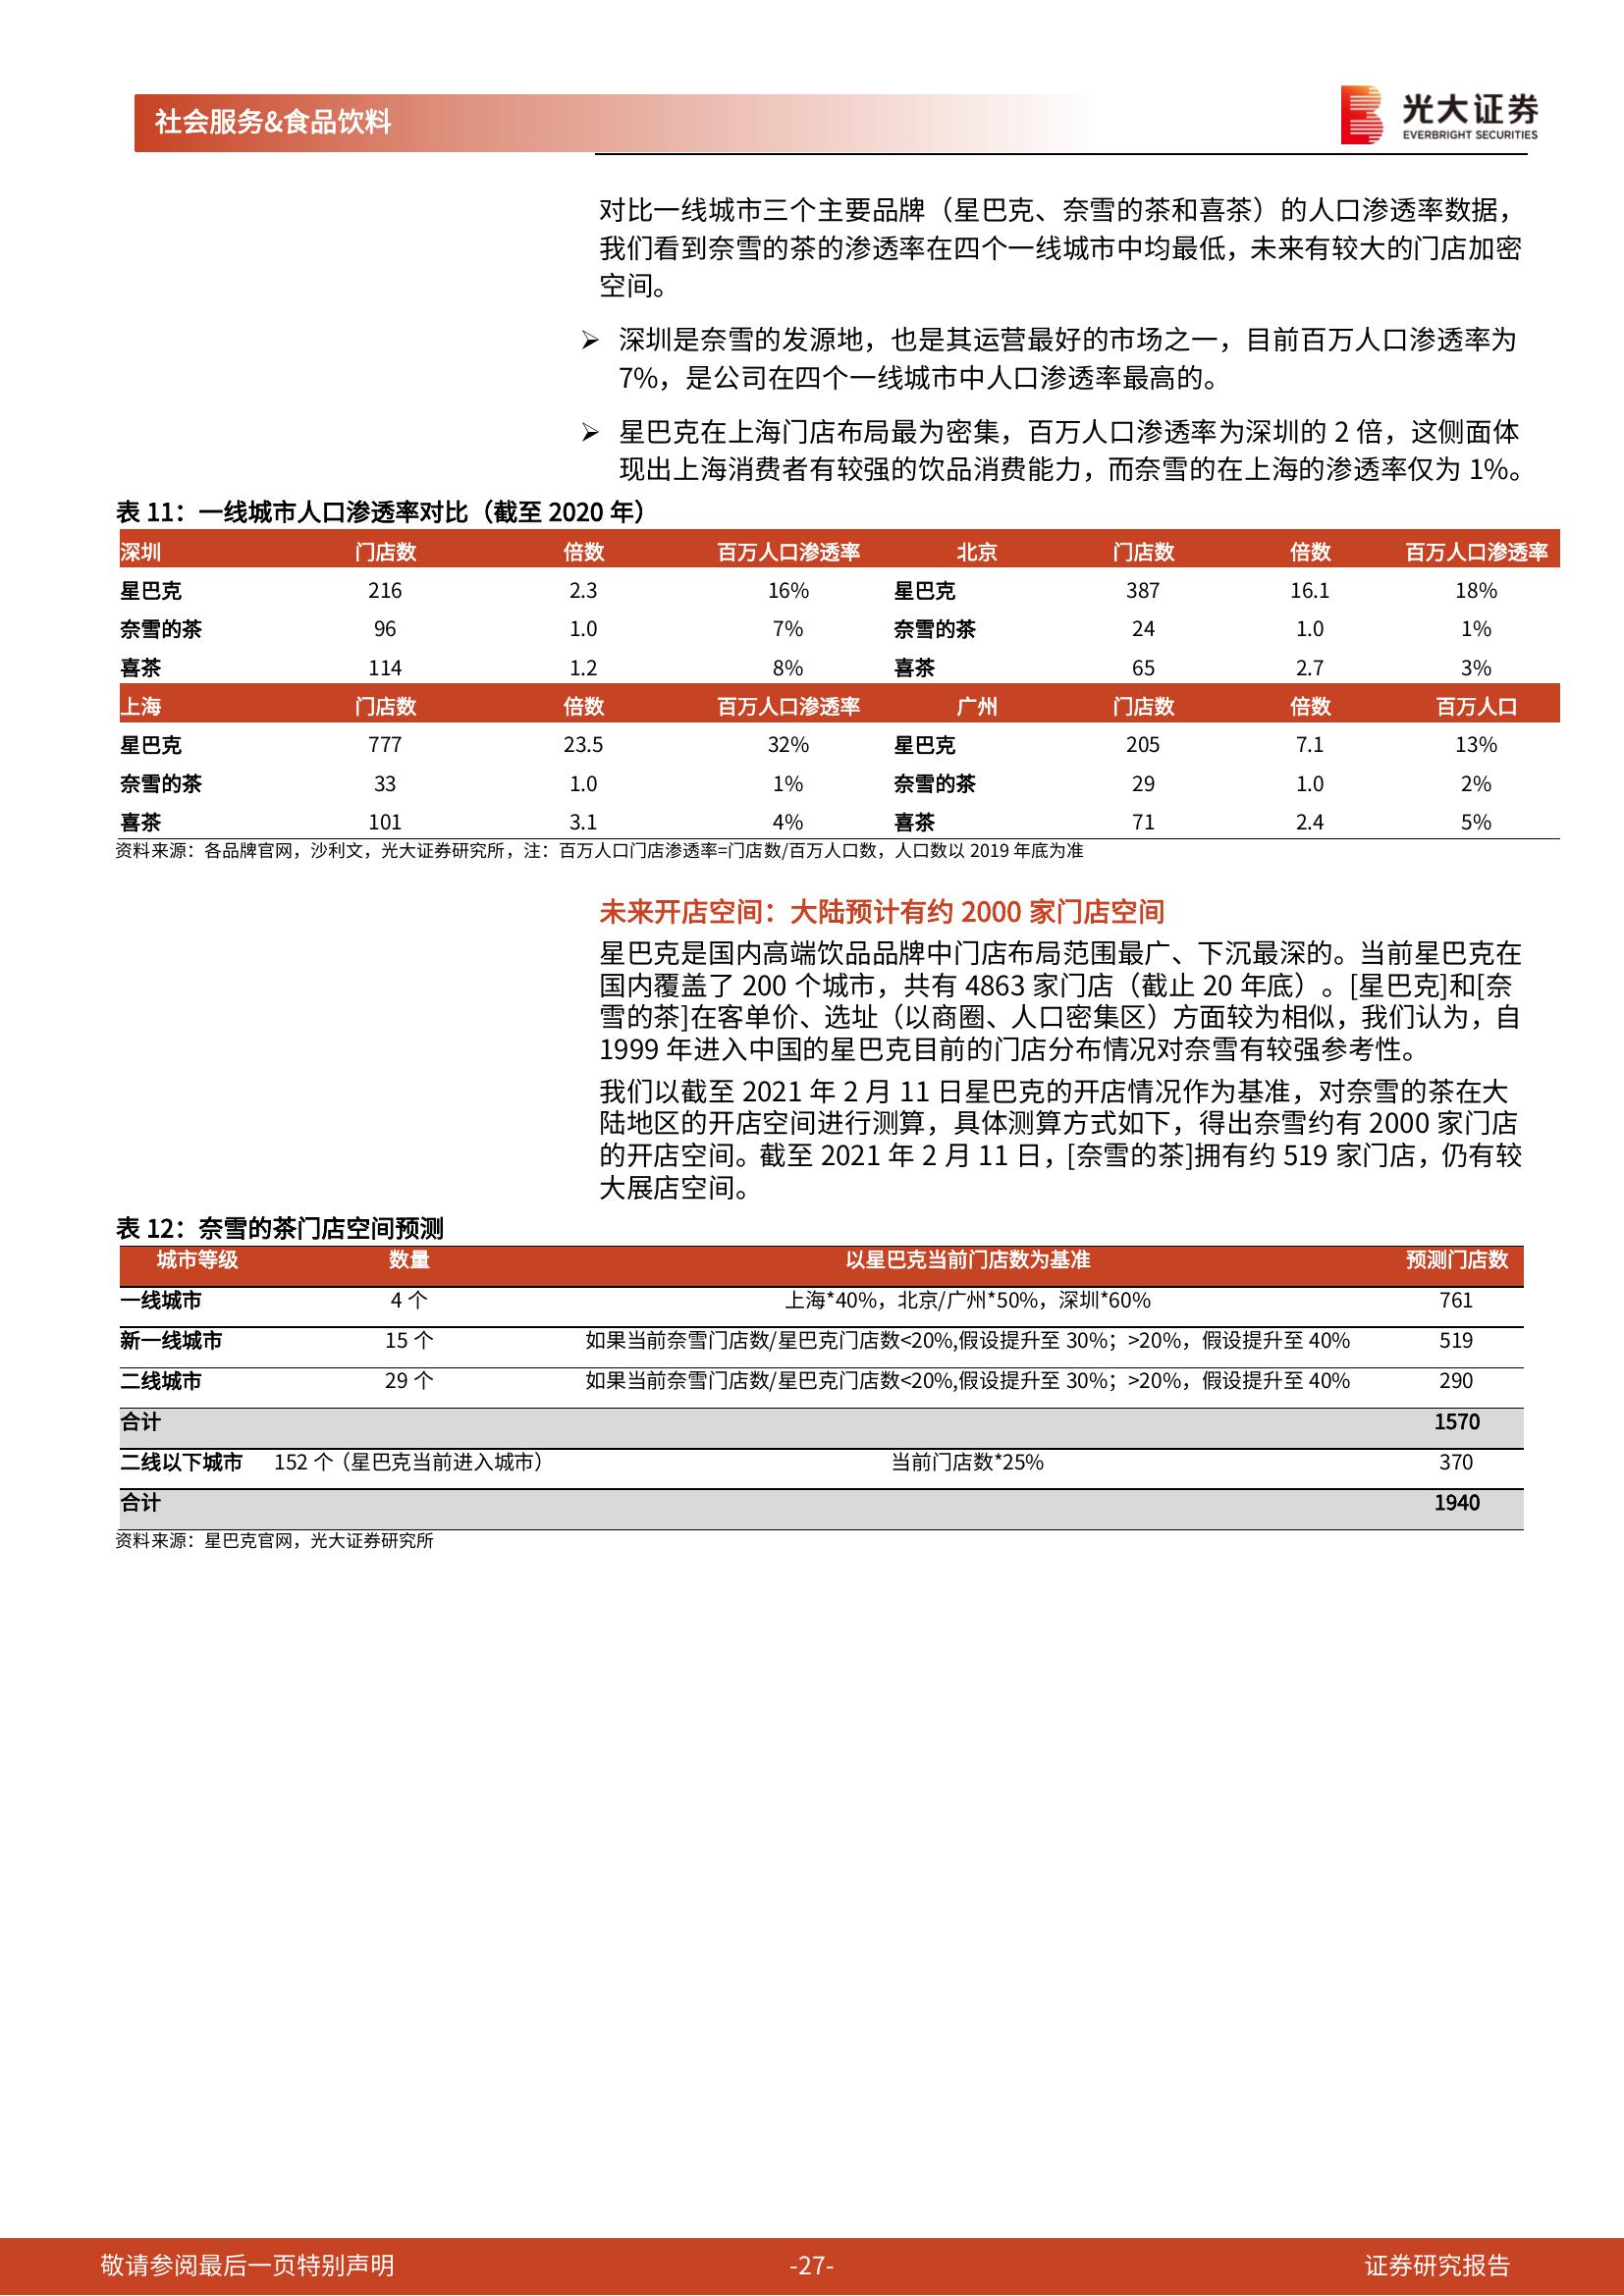 社会服务&食品饮料
光大证券
EVERBRIGHT SECURITIES
对比一线城市三个主要品牌（星巴克、奈雪的茶和喜茶）的人口渗透率数据，
我们看到奈雪的茶的渗透率在四个一线城市中均最低，未来有较大的门店加密
空间。
➢ 深圳是奈雪的发源地，也是其运营最好的市场之一，目前百万人口渗透率为
7%，是公司在四个一线城市中人口渗透率最高的。
➢ 星巴克在上海门店布局最为密集，百万人口渗透率为深圳的 2 倍，这侧面体
现出上海消费者有较强的饮品消费能力，而奈雪的在上海的渗透率仅为 1%。
表 11：一线城市人口渗透率对比（截至 2020 年）
深圳 门店数 倍数 百万人口渗透率 北京 门店数 倍数 百万人口渗透率
星巴克 216 2.3 16% 星巴克 387 16.1 18%
奈雪的茶 96 1.0 7% 奈雪的茶 24 1.0 1%
喜茶 114 1.2 8% 喜茶 65 2.7 3%
上海 门店数 倍数 百万人口渗透率 广州 门店数 倍数 百万人口
星巴克 777 23.5 32% 星巴克 205 7.1 13%
奈雪的茶 33 1.0 1% 奈雪的茶 29 1.0 2%
喜茶 101 3.1 4% 喜茶 71 2.4 5%
资料来源：各品牌官网，沙利文，光大证券研究所，注：百万人口门店渗透率=门店数/百万人口数，人口数以 2019 年底为准
未来开店空间：大陆预计有约 2000 家门店空间
星巴克是国内高端饮品品牌中门店布局范围最广、下沉最深的。当前星巴克在
国内覆盖了 200 个城市，共有 4863 家门店（截止 20 年底）。[星巴克]和[奈
雪的茶]在客单价、选址（以商圈、人口密集区）方面较为相似，我们认为，自
1999 年进入中国的星巴克目前的门店分布情况对奈雪有较强参考性。
我们以截至 2021 年 2 月 11 日星巴克的开店情况作为基准，对奈雪的茶在大
陆地区的开店空间进行测算，具体测算方式如下，得出奈雪约有 2000 家门店
的开店空间。截至 2021 年 2 月 11 日，[奈雪的茶]拥有约 519 家门店，仍有较
大展店空间。
表 12：奈雪的茶门店空间预测
城市等级 数量 以星巴克当前门店数为基准 预测门店数
一线城市 4 个 上海*40%，北京/广州*50%，深圳*60% 761
新一线城市 15 个 如果当前奈雪门店数/星巴克门店数<20%,假设提升至 30%；>20%，假设提升至 40% 519
二线城市 29 个 如果当前奈雪门店数/星巴克门店数<20%,假设提升至 30%；>20%，假设提升至 40% 290
合计 1570
二线以下城市 152 个（星巴克当前进入城市） 当前门店数*25% 370
合计 1940
资料来源：星巴克官网，光大证券研究所
敬请参阅最后一页特别声明 -27- 证券研究报告